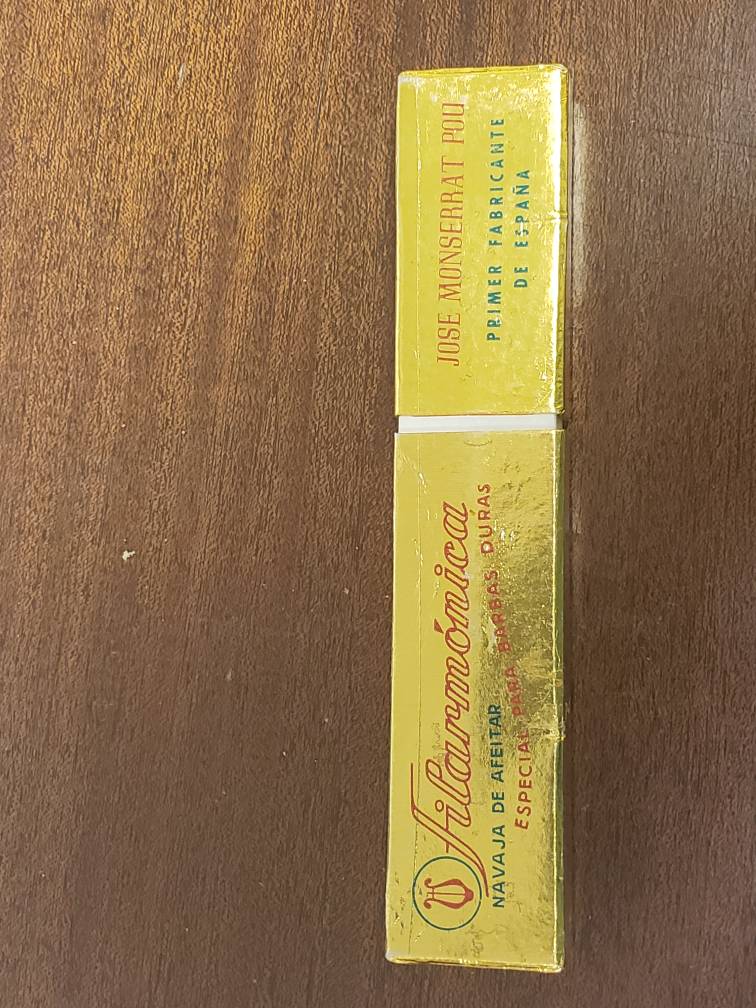 Filarmónica
NAVAJA DE AFEITAR
ESPECIAL PARA BARBAS DURAS
JOSE MONSERRAT POU
PRIMER FABRICANTE
DE ESPAÑA